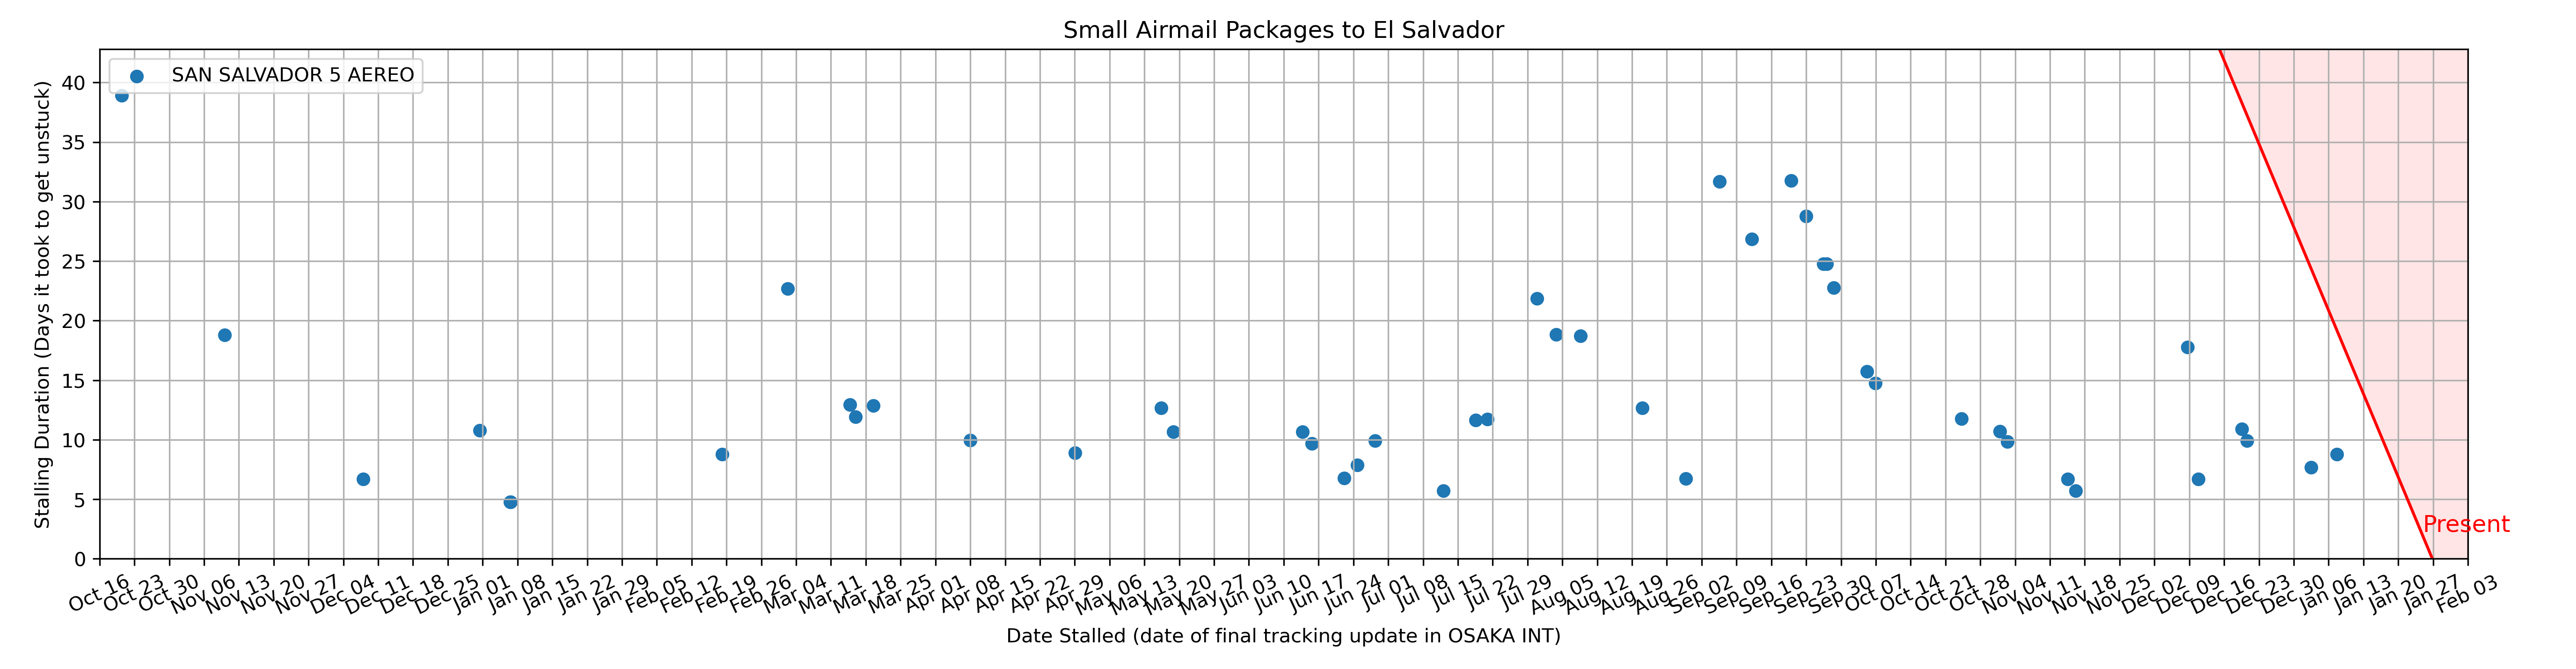 Small Airmail Packages to El Salvador
SAN SALVADOR 5 AEREO
Stalling Duration (Days it took to get unstuck)
40
35
30
25
20
15
10
5
0
Present
Oct 16 Oct 23 Oct 30 Nov 06 Nov 13 Nov 20 Nov 27 Dec 04 Dec 11 Dec 18 Dec 25 Jan 01 Jan 08 Jan 15 Jan 22 Jan 29 Feb 05 Feb 12 Feb 19 Feb 26 Mar 04 Mar 11 Mar 18 Mar 25 Apr 01 Apr 08 Apr 15 Apr 22 Apr 29 May 06 May 13 May 20 May 27 Jun 03 Jun 10 Jun 17 Jun 24 Jul 01 Jul 08 Jul 15 Jul 22 Jul 29 Aug 05 Aug 12 Aug 19 Aug 26 Sep 02 Sep 09 Sep 16 Sep 23 Sep 30 Oct 07 Oct 14 Oct 21 Oct 28 Nov 04 Nov 11 Nov 18 Nov 25 Dec 02 Dec 09 Dec 16 Dec 23 Dec 30 Jan 06 Jan 13 Jan 20 Jan 27 Feb 03
Date Stalled (date of final tracking update in OSAKA INT)